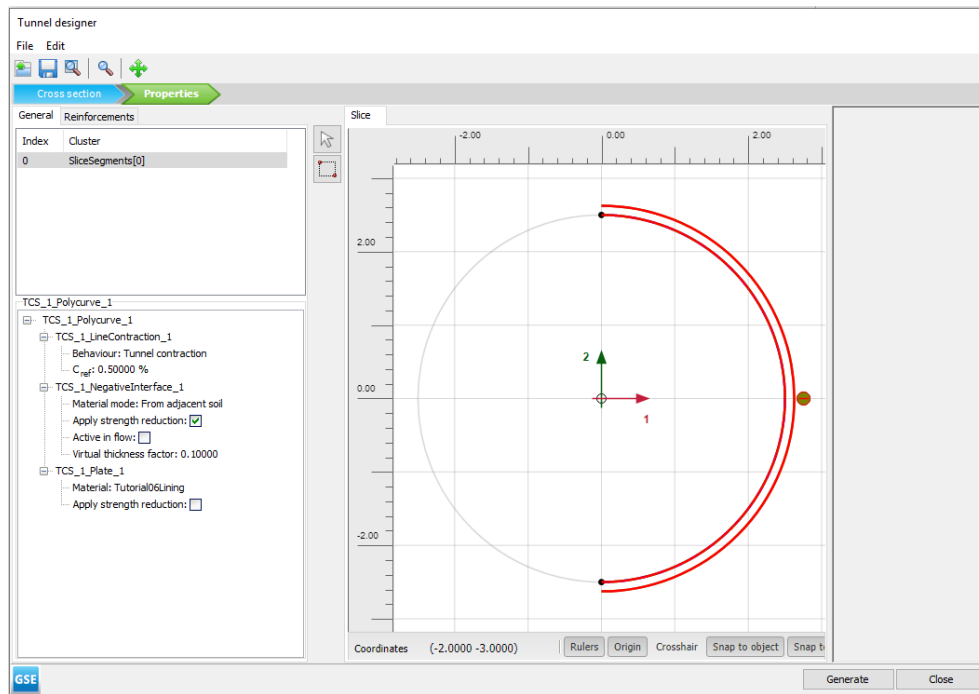 Tunnel designer
File Edit
Cross section Properties
General Reinforcements
Index Cluster
0 SliceSegments[0]
TCS_1_Polycurve_1
TCS_1_Polycurve_1
TCS_1_LineContraction_1
Behaviour: Tunnel contraction
C_ref: 0.50000 %
TCS_1_NegativeInterface_1
Material mode: From adjacent soil
Apply strength reduction:
Active in flow:
Virtual thickness factor: 0.10000
TCS_1_Plate_1
Material: Tutorial06Lining
Apply strength reduction:
Slice
-2.00 0.00 2.00
2.00
0.00
-2.00
2
1
Coordinates (-2.0000 -3.0000) Rulers Origin Crosshair Snap to object Snap to
GSE
Generate Close